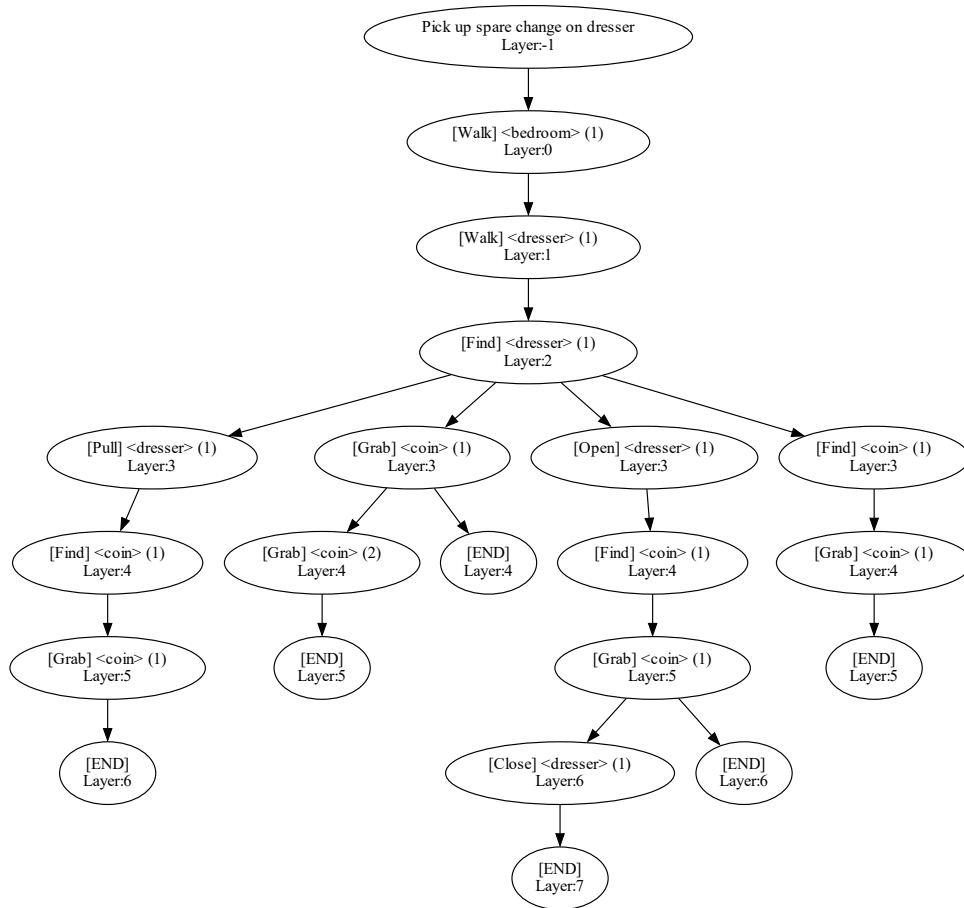 Pick up spare change on dresser
Layer:-1
[Walk] <bedroom> (1)
Layer:0
[Walk] <dresser> (1)
Layer:1
[Find] <dresser> (1)
Layer:2
[Pull] <dresser> (1)
Layer:3
[Grab] <coin> (1)
Layer:3
[Open] <dresser> (1)
Layer:3
[Find] <coin> (1)
Layer:3
[Find] <coin> (1)
Layer:4
[Grab] <coin> (2)
Layer:4
[END]
Layer:4
[Find] <coin> (1)
Layer:4
[Grab] <coin> (1)
Layer:4
[Grab] <coin> (1)
Layer:5
[END]
Layer:5
[Grab] <coin> (1)
Layer:5
[END]
Layer:5
[END]
Layer:6
[Close] <dresser> (1)
Layer:6
[END]
Layer:6
[END]
Layer:7